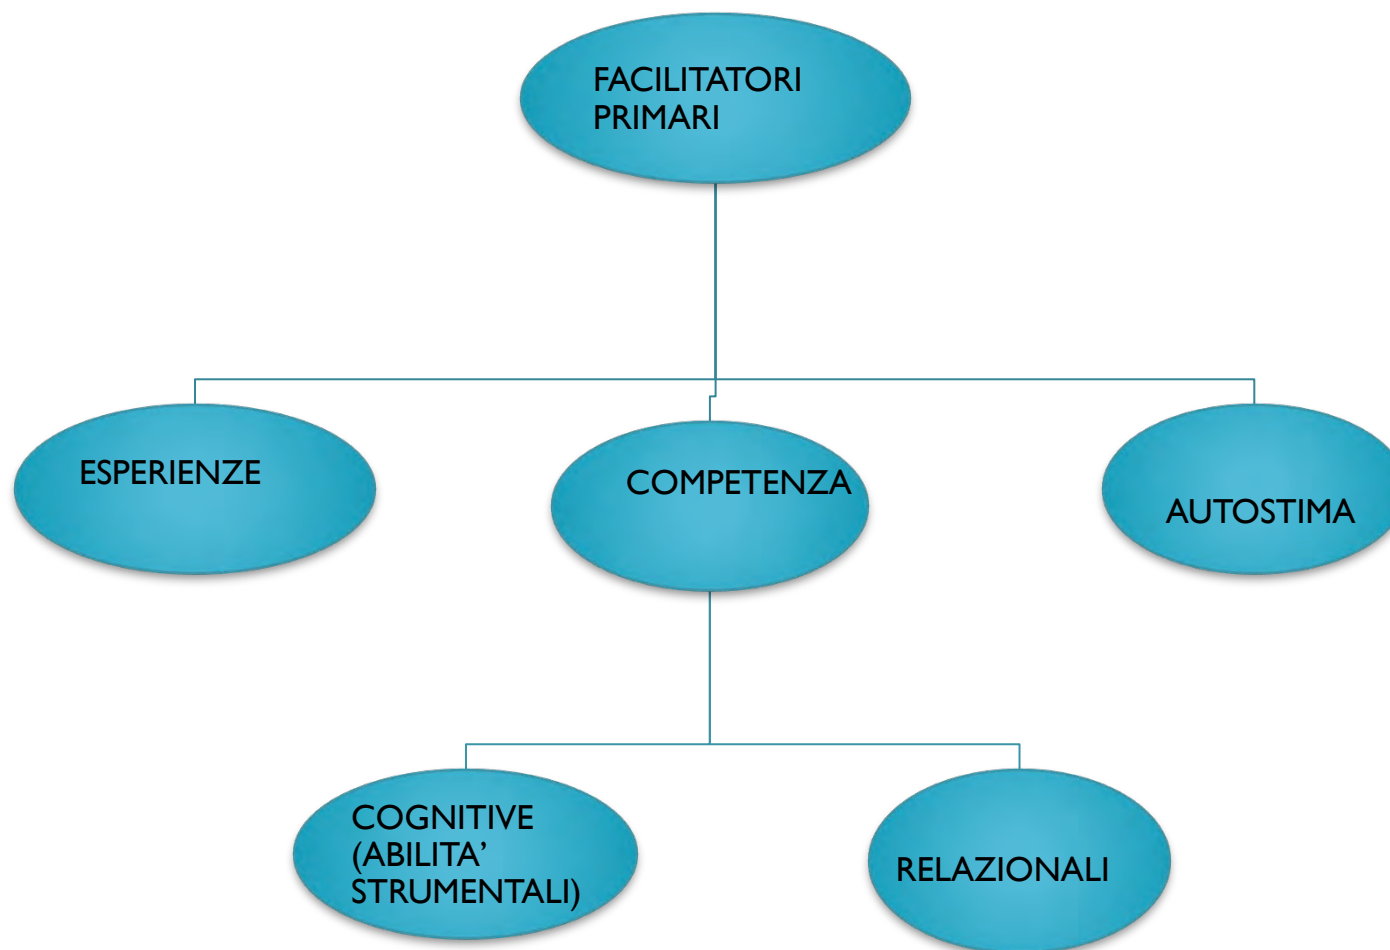 FACILITATORI
PRIMARI
ESPERIENZE
COMPETENZA
AUTOSTIMA
COGNITIVE
(ABILITA’
STRUMENTALI)
RELAZIONALI